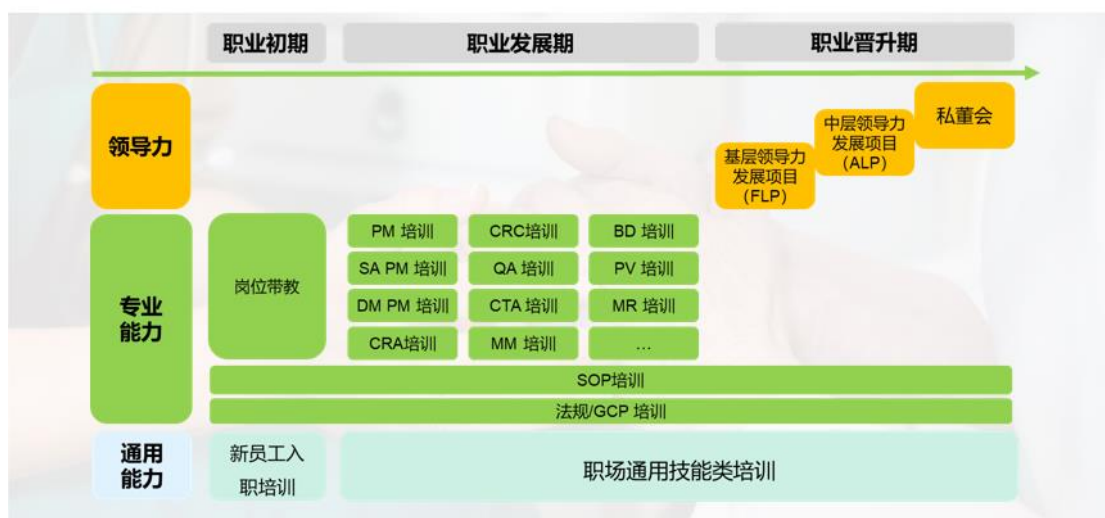 职业初期
职业发展期
职业晋升期
领导力
基层领导力
发展项目
(FLP)
中层领导力
发展项目
(ALP)
私董会
专业
能力
岗位带教
PM 培训
CRC培训
BD 培训
SA PM 培训
QA 培训
PV 培训
DM PM 培训
CTA 培训
MR 培训
CRA培训
MM 培训
...
SOP培训
法规/GCP 培训
通用
能力
新员工入
职培训
职场通用技能类培训